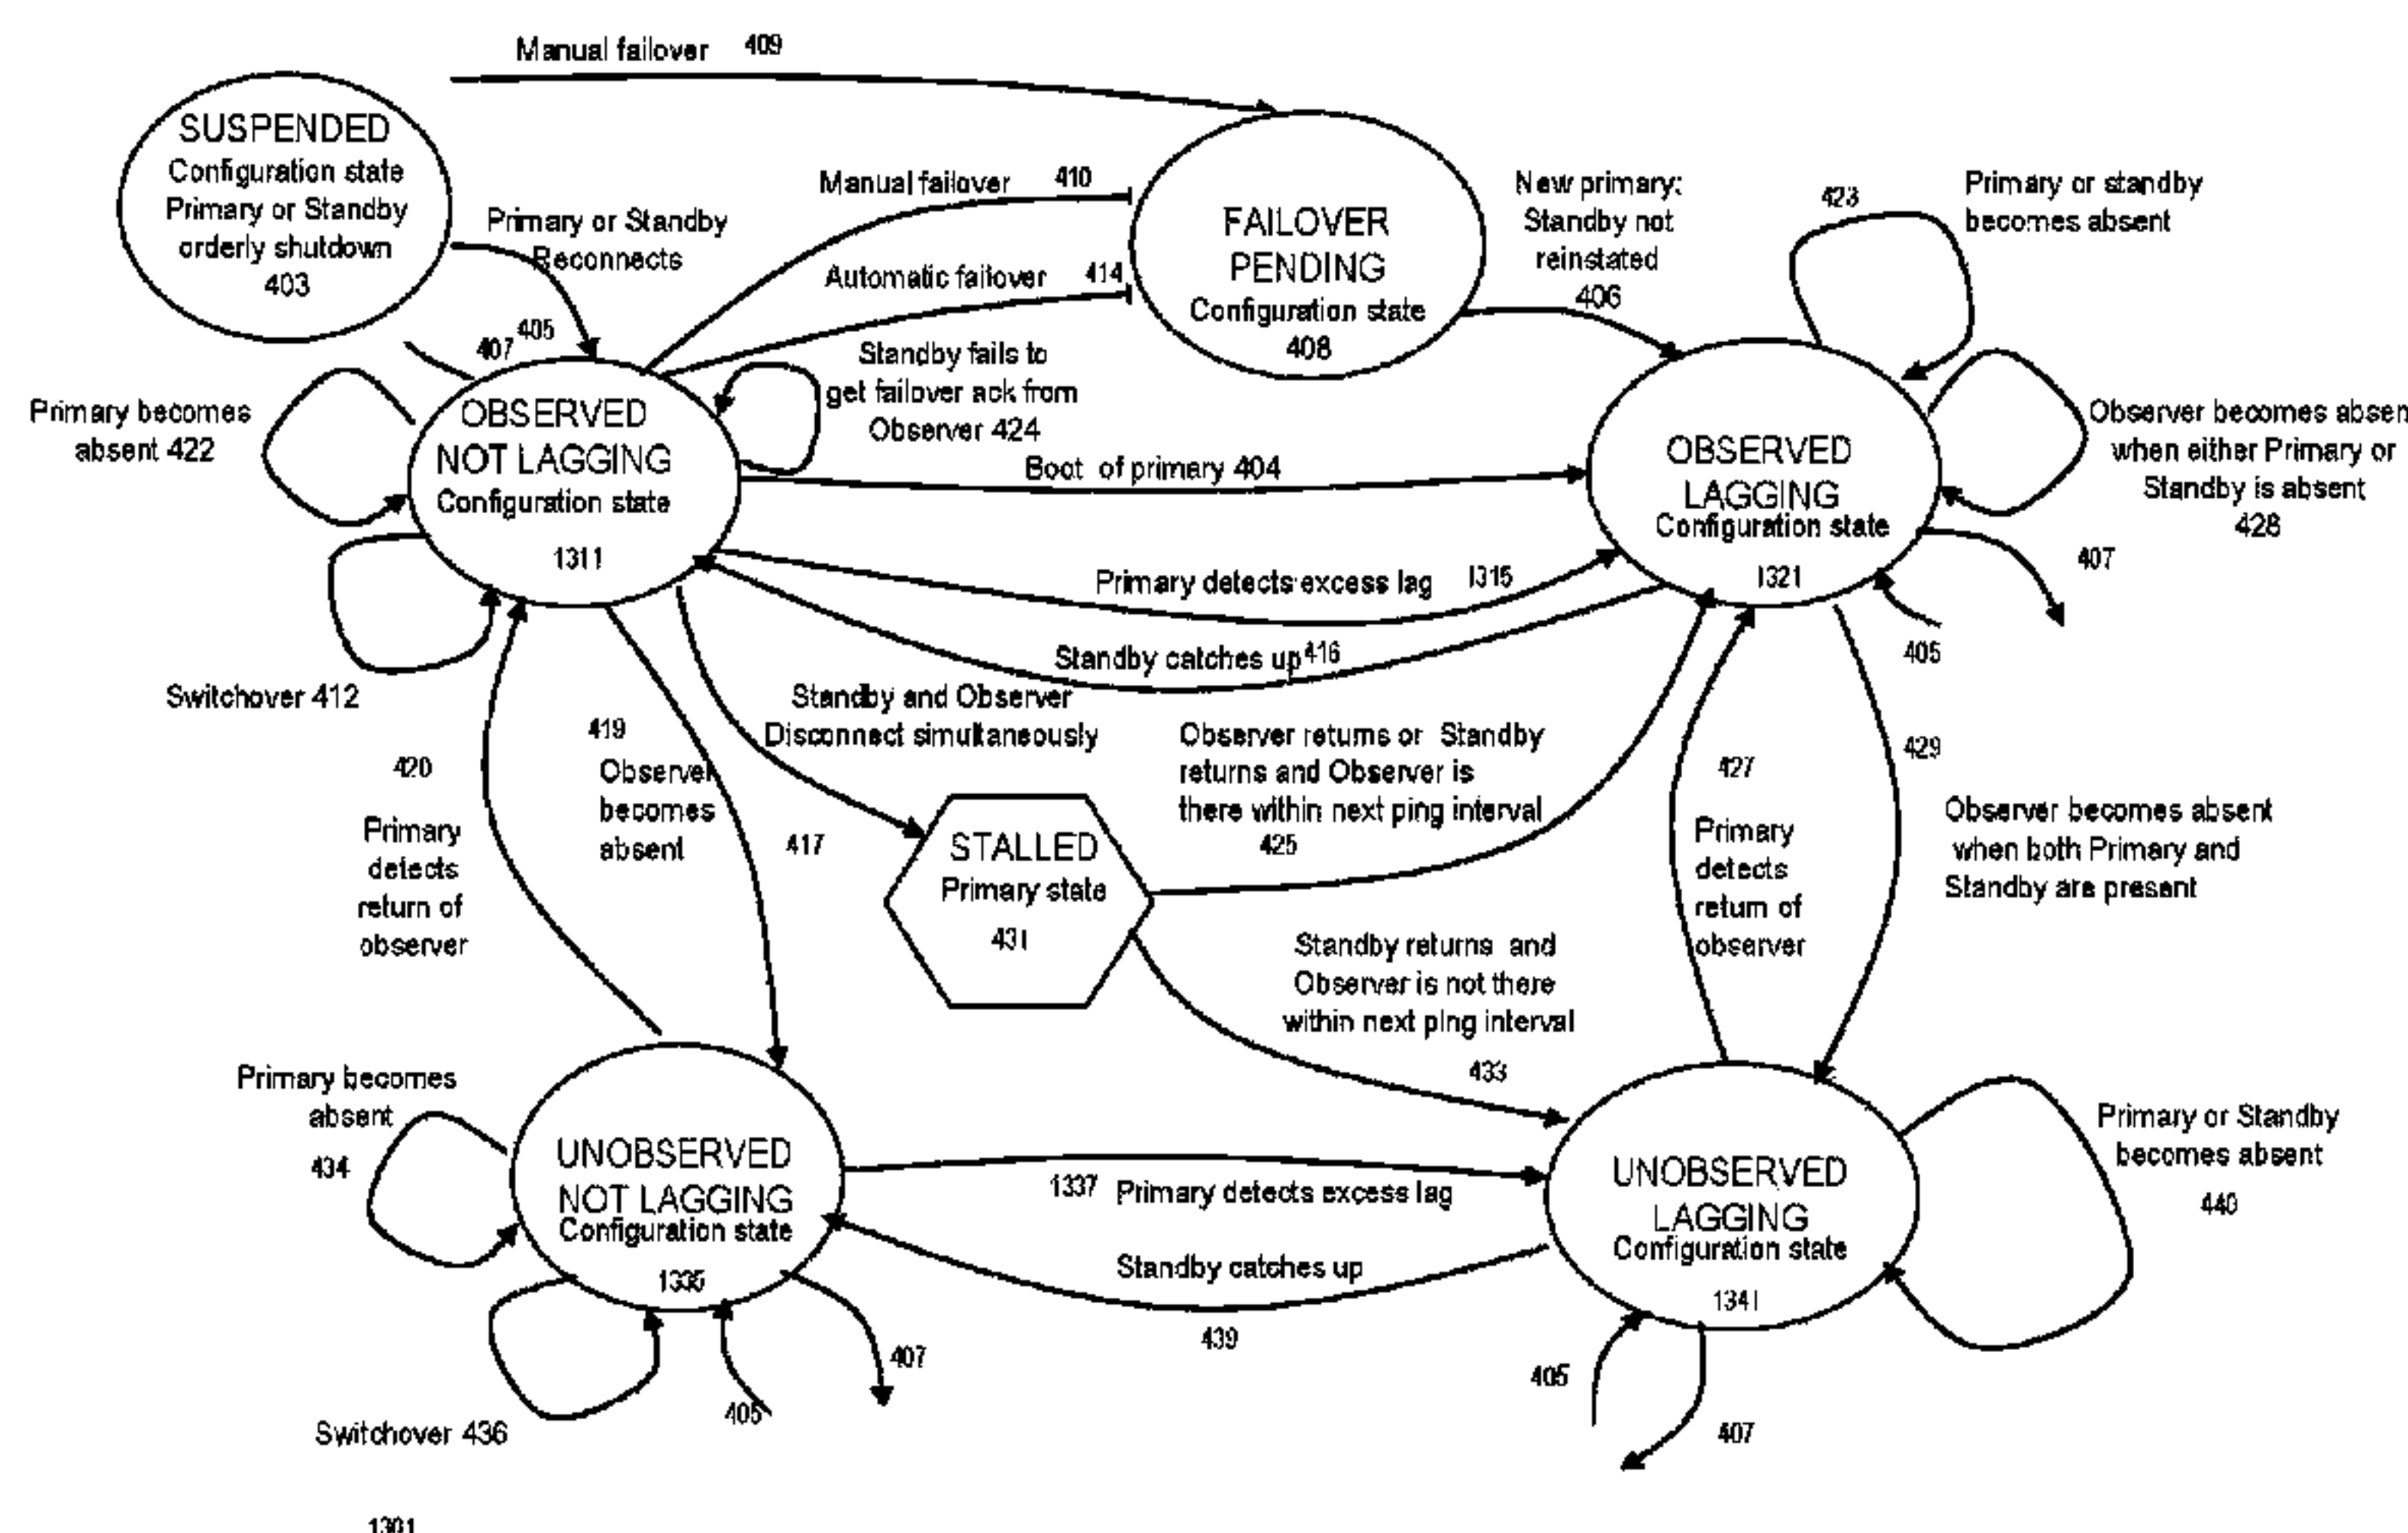 Manual failover 409
SUSPENDED
Configuration state
Primary or Standby
orderly shutdown
403
Primary or Standby
Reconnects
405
407
Manual failover 410
Automatic failover 414
FAILOVER
PENDING
Configuration state
408
New primary;
Standby not
reinstated
406
423
Primary or standby
becomes absent
Primary becomes
absent 422
OBSERVED
NOT LAGGING
Configuration state
1311
Standby fails to
get failover ack from
Observer 424
Boot of primary 404
OBSERVED
LAGGING
Configuration state
1321
Observer becomes absen
when either Primary or
Standby is absent
428
407
405
Primary detects excess lag 1315
Standby catches up 416
Switchover 412
Standby and Observer
Disconnect simultaneously
417
419
Observer
becomes
absent
420
Primary
detects
return of
observer
Observer returns or Standby
returns and Observer is
there within next ping interval
425
STALLED
Primary state
431
427
Primary
detects
return of
observer
429
Observer becomes absent
when both Primary and
Standby are present
Standby returns and
Observer is not there
within next ping interval
433
Primary becomes
absent
434
UNOBSERVED
NOT LAGGING
Configuration state
1335
1337 Primary detects excess lag
Standby catches up
439
UNOBSERVED
LAGGING
Configuration state
1341
Primary or Standby
becomes absent
440
Switchover 436
405
407
405
407
1301